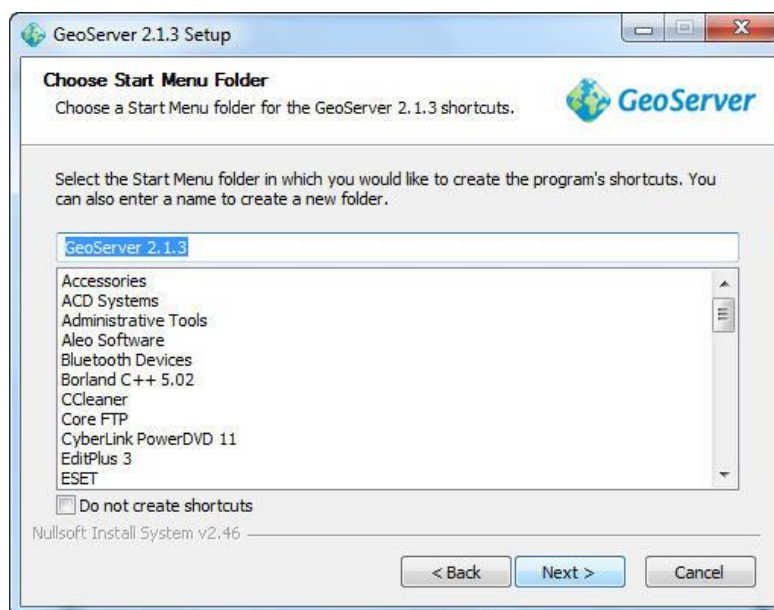 GeoServer 2.1.3 Setup
Choose Start Menu Folder
Choose a Start Menu folder for the GeoServer 2.1.3 shortcuts.
GeoServer
Select the Start Menu folder in which you would like to create the program's shortcuts. You
can also enter a name to create a new folder.
GeoServer 2.1.3
Accessories
ACD Systems
Administrative Tools
Aleo Software
Bluetooth Devices
Borland C++ 5.02
CCleaner
Core FTP
CyberLink PowerDVD 11
EditPlus 3
ESET
Do not create shortcuts
Nullsoft Install System v2.46
< Back
Next >
Cancel